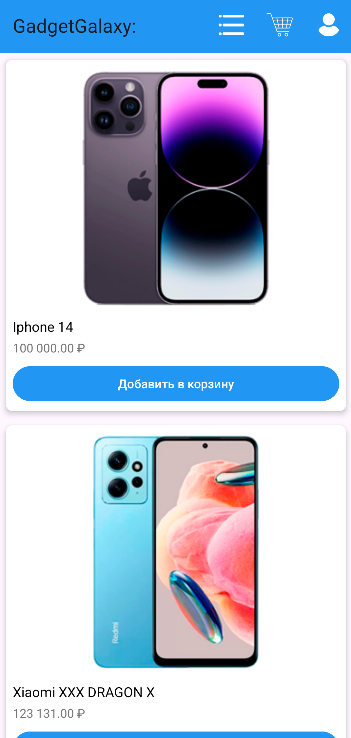 GadgetGalaxy:
Iphone 14
100 000.00 ₽
Добавить в корзину
Redmi
Xiaomi XXX DRAGON X
123 131.00 ₽